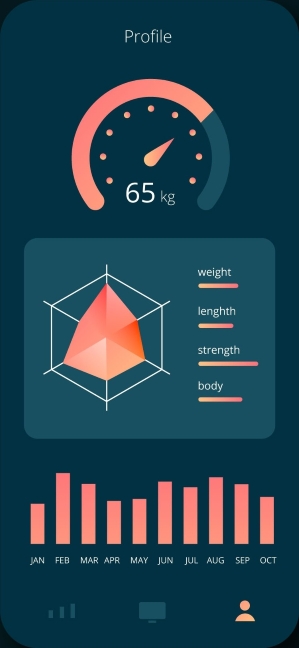 Profile
65 kg
weight
lenghth
strength
body
JAN FEB MAR APR MAY JUN JUL AUG SEP OCT